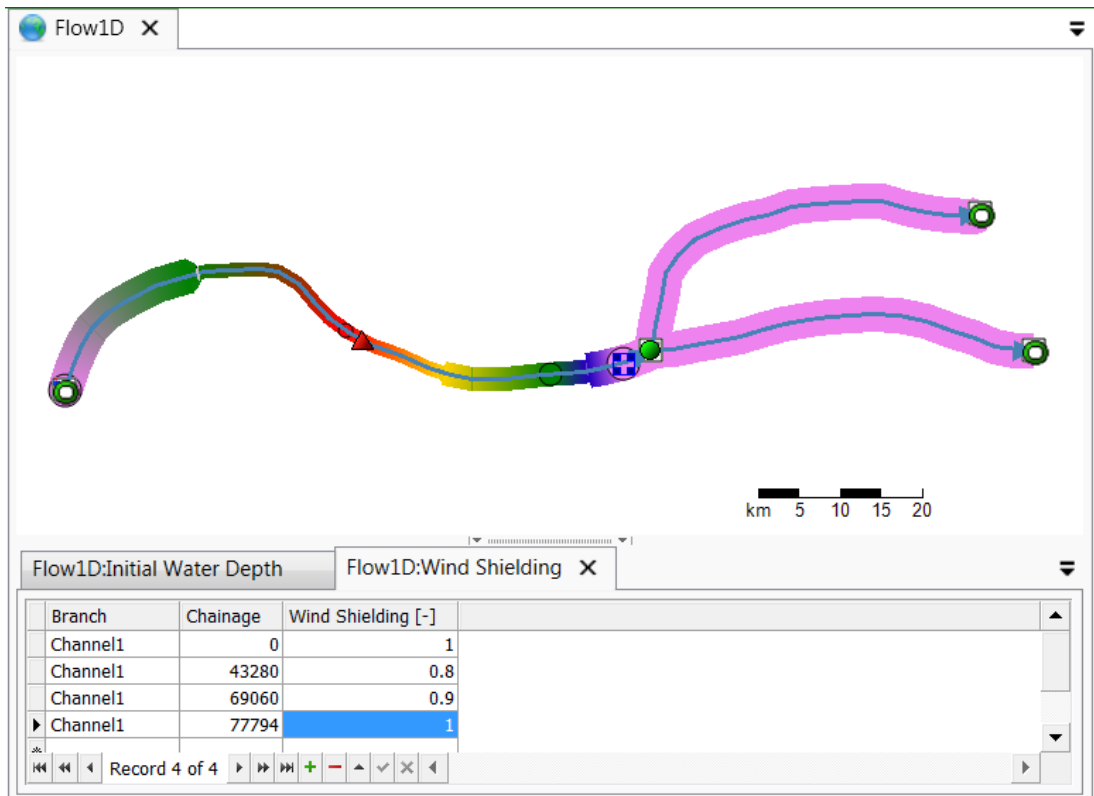 Flow1D
km 5 10 15 20
Flow1D:Initial Water Depth Flow1D:Wind Shielding
Branch Chainage Wind Shielding [-]
Channel1 0 1
Channel1 43280 0.8
Channel1 69060 0.9
Channel1 77794 1
Record 4 of 4